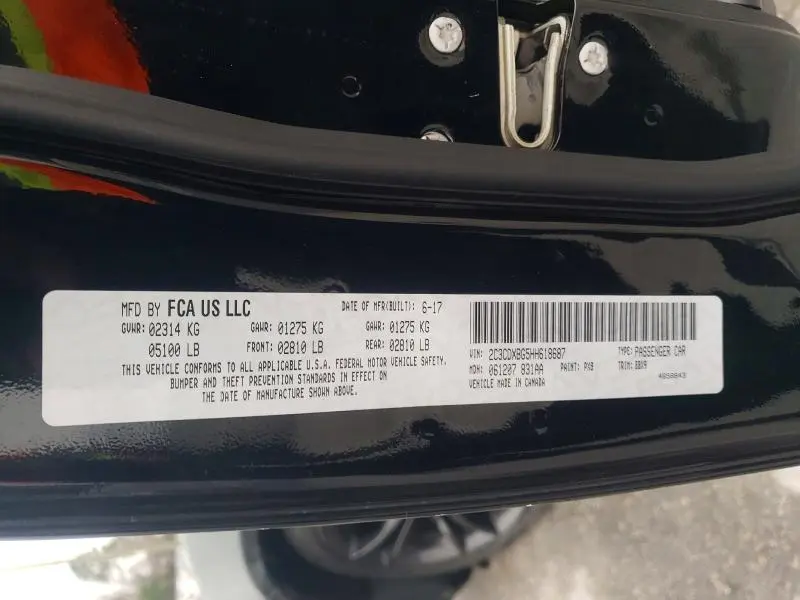 MFD BY FCA US LLC DATE OF MFR(BUILT): 6-17
GVWR: 02314 KG GAWR: 01275 KG GAWR: 01275 KG
05100 LB FRONT: 02810 LB REAR: 02810 LB
THIS VEHICLE CONFORMS TO ALL APPLICABLE U.S.A. FEDERAL MOTOR VEHICLE SAFETY,
BUMPER AND THEFT PREVENTION STANDARDS IN EFFECT ON
THE DATE OF MANUFACTURE SHOWN ABOVE.
VIN: 2C3CDXBG5HH618687 TYPE: PASSENGER CAR
MDH: 061207 831AA PAINT: PXB TRIM: BBX9
VEHICLE MADE IN CANADA